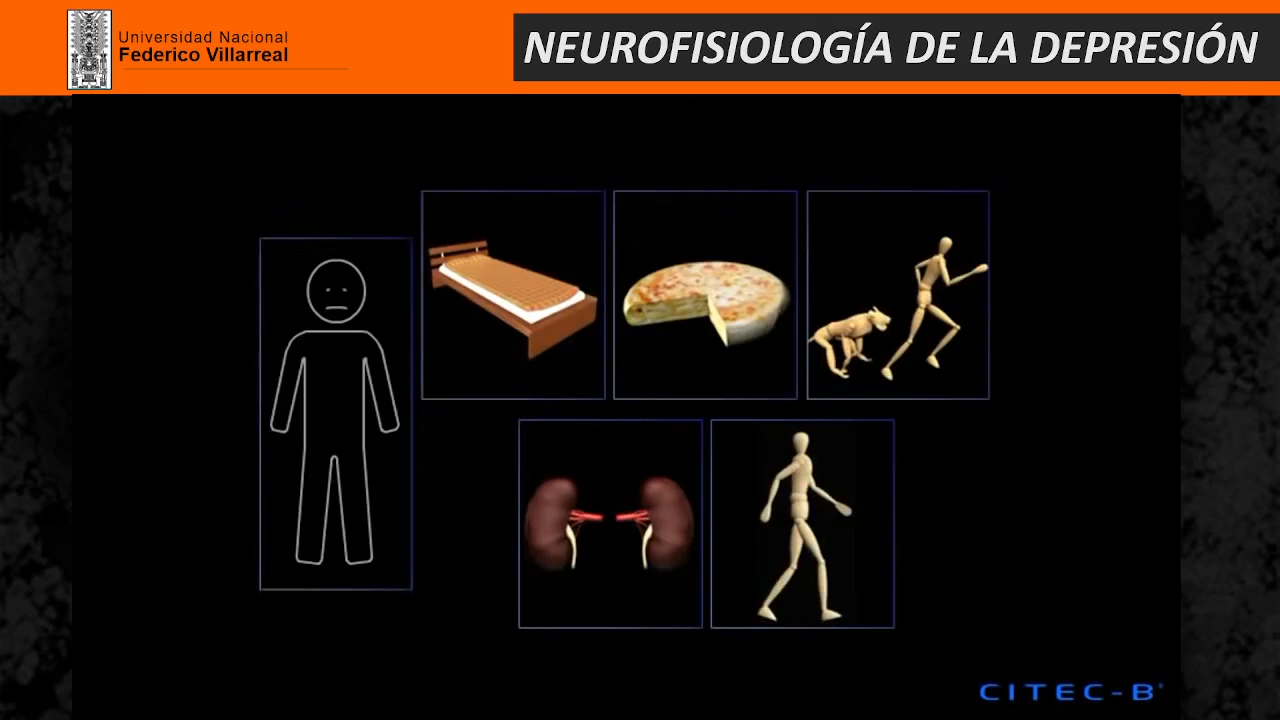 Universidad Nacional
Federico Villarreal
NEUROFISIOLOGÍA DE LA DEPRESIÓN
CITEC-B